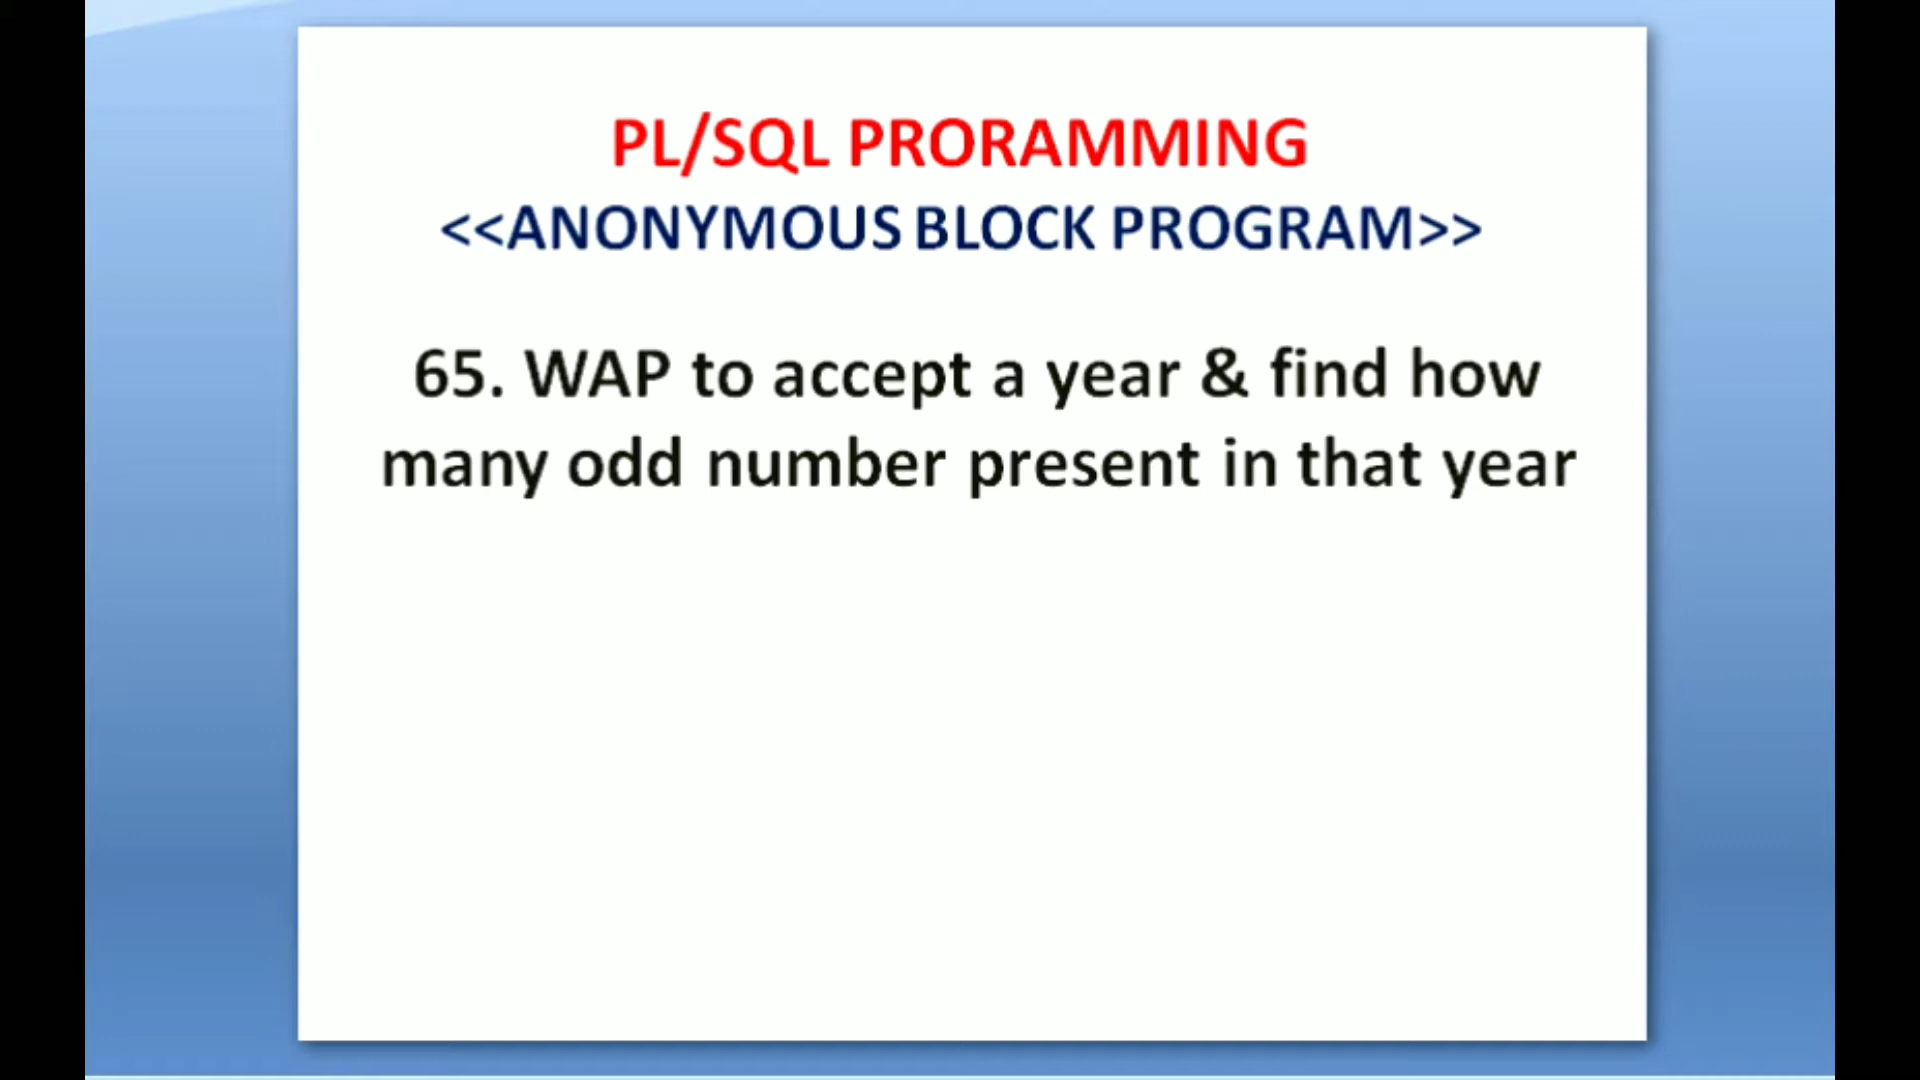 PL/SQL PRORAMMING
<<ANONYMOUS BLOCK PROGRAM>>
65. WAP to accept a year & find how
many odd number present in that year